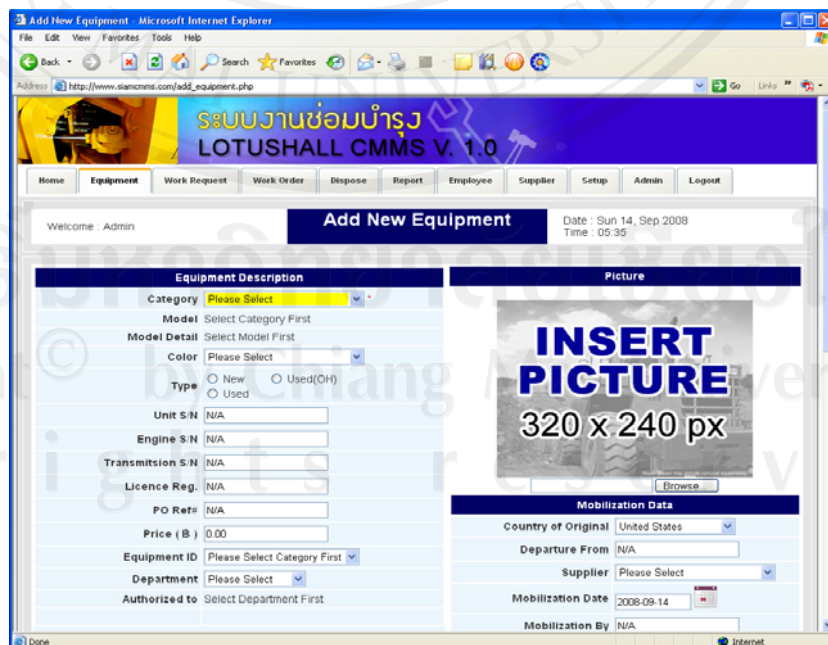 Add New Equipment - Microsoft Internet Explorer
File Edit View Favorites Tools Help
Back Search Favorites
Address http://www.siamcmms.com/add_equipment.php Go Links
ระบบงานซ่อมบำรุง
LOTUSHALL CMMS V. 1.0
Home Equipment Work Request Work Order Dispose Report Employee Supplier Setup Admin Logout
Welcome : Admin
Add New Equipment
Date : Sun 14, Sep 2008
Time : 05:35
Equipment Description
Category Please Select *
Model Select Category First
Model Detail Select Model First
Color Please Select
Type New Used(OH)
Used
Unit S/N N/A
Engine S/N N/A
Transmitsion S/N N/A
Licence Reg. N/A
PO Ref# N/A
Price ( B ) 0.00
Equipment ID Please Select Category First
Department Please Select
Authorized to Select Department First
Picture
INSERT
PICTURE
320 x 240 px
Browse...
Mobilization Data
Country of Original United States
Departure From N/A
Supplier Please Select
Mobilization Date 2008-09-14
Mobilization By N/A
Done Internet